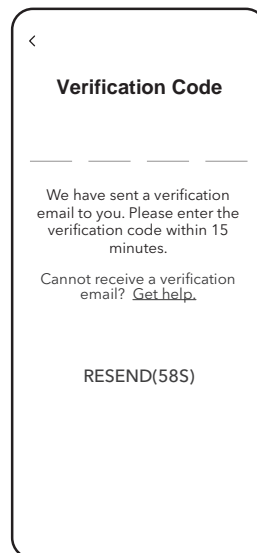 Verification Code
We have sent a verification
email to you. Please enter the
verification code within 15
minutes.
Cannot receive a verification
email? Get help.
RESEND(58S)